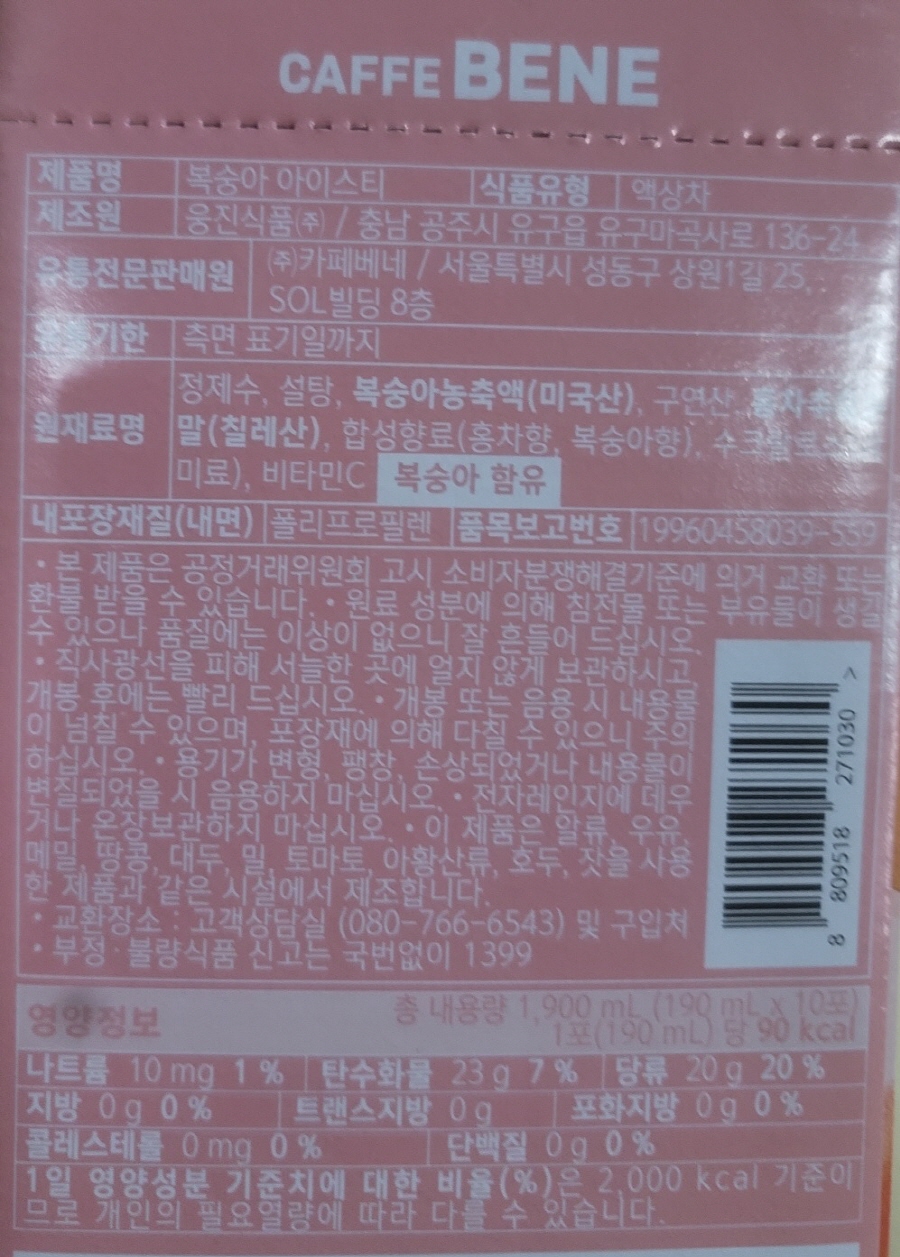 CAFFE BENE
제품명 복숭아 아이스티 식품유형 액상차
제조원 웅진식품㈜ / 충남 공주시 유구읍 유구마곡사로 136-24
유통전문판매원 ㈜카페베네 / 서울특별시 성동구 상원1길 25,
SOL빌딩 8층
유통기한 측면 표기일까지
정제수, 설탕, 복숭아농축액(미국산), 구연산,
원재료명 말(칠레산), 합성향료(홍차향, 복숭아향),
미료), 비타민C 복숭아 함유
내포장재질(내면) 폴리프로필렌 품목보고번호 19960458039-559
· 본 제품은 공정거래위원회 고시 소비자분쟁해결기준에 의거 교환 또는
환불 받을 수 있습니다. · 원료 성분에 의해 침전물 또는 부유물이 생길
수 있으나 품질에는 이상이 없으니 잘 흔들어 드십시오.
· 직사광선을 피해 서늘한 곳에 얼지 않게 보관하시고,
개봉 후에는 빨리 드십시오. · 개봉 또는 음용 시 내용물
이 넘칠 수 있으며, 포장재에 의해 다칠 수 있으니 주의
하십시오. · 용기가 변형, 팽창, 손상되었거나 내용물이
변질되었을 시 음용하지 마십시오. · 전자레인지에 데우
거나 온장보관하지 마십시오. · 이 제품은 알류, 우유,
메밀, 땅콩, 대두, 밀, 토마토, 아황산류, 호두, 잣을 사용
한 제품과 같은 시설에서 제조합니다.
· 교환장소 : 고객상담실 (080-766-6543) 및 구입처
· 부정·불량식품 신고는 국번없이 1399
8 809518 271030 >
영양정보 총 내용량 1,900 mL (190 mL x 10포)
1포(190 mL) 당 90 kcal
나트륨 10 mg 1 % 탄수화물 23 g 7 % 당류 20 g 20 %
지방 0 g 0 % 트랜스지방 0 g 포화지방 0 g 0 %
콜레스테롤 0 mg 0 % 단백질 0 g 0 %
1일 영양성분 기준치에 대한 비율(%)은 2,000 kcal 기준이
므로 개인의 필요열량에 따라 다를 수 있습니다.